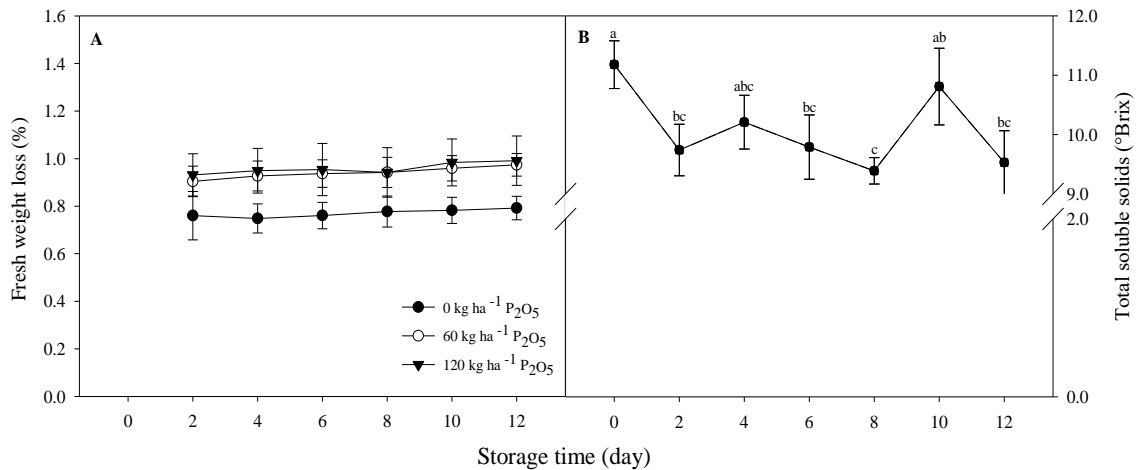 A
B
1.6
1.4
1.2
1.0
0.8
0.6
0.4
0.2
0.0
Fresh weight loss (%)
0 kg ha -1 P2O5
60 kg ha -1 P2O5
120 kg ha -1 P2O5
0 2 4 6 8 10 12
a
bc
abc
bc
c
ab
bc
0 2 4 6 8 10 12
12.0
11.0
10.0
9.0
2.0
0.0
Total soluble solids (°Brix)
Storage time (day)